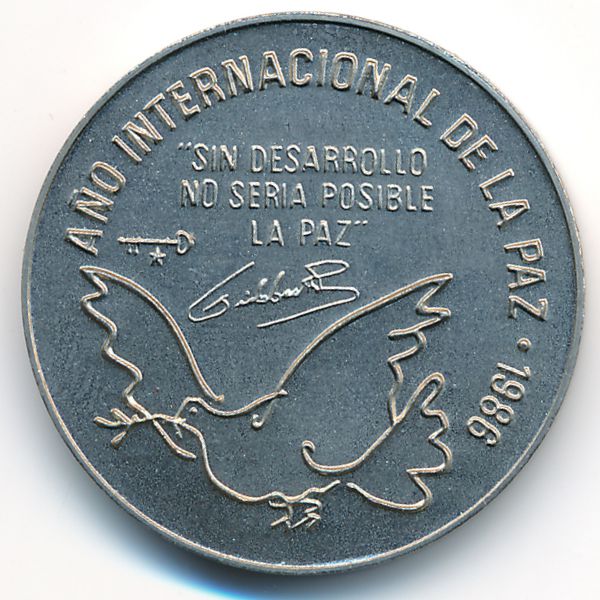 AÑO INTERNACIONAL DE LA PAZ • 1986
"SIN DESARROLLO
NO SERIA POSIBLE
LA PAZ"